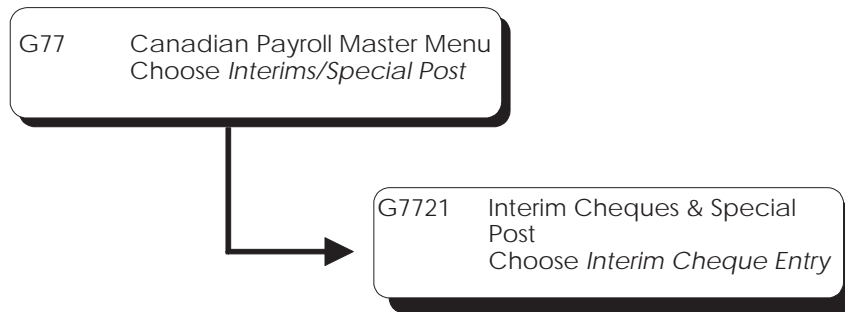 G77 Canadian Payroll Master Menu
Choose Interims/Special Post
G7721 Interim Cheques & Special
Post
Choose Interim Cheque Entry